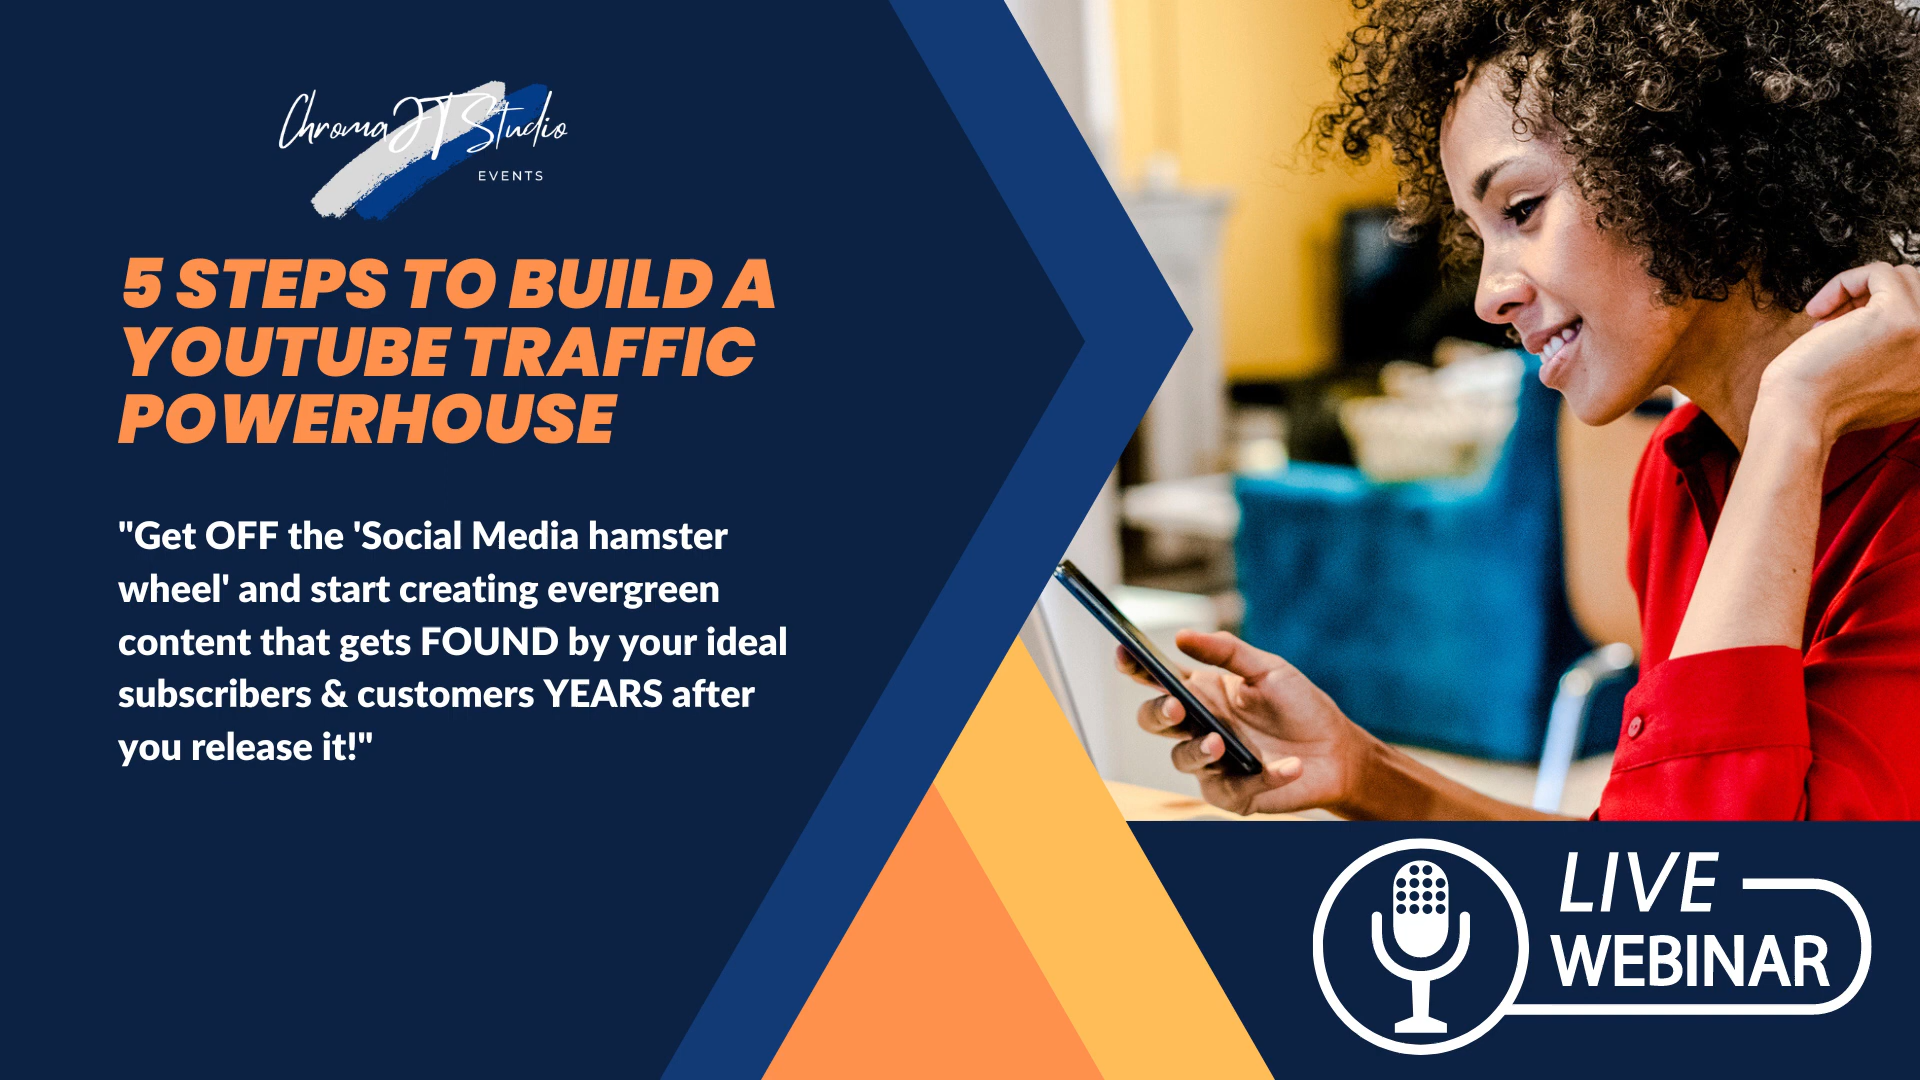 ChromaJT Studio
EVENTS
5 STEPS TO BUILD A
YOUTUBE TRAFFIC
POWERHOUSE
"Get OFF the 'Social Media hamster
wheel' and start creating evergreen
content that gets FOUND by your ideal
subscribers & customers YEARS after
you release it!"
LIVE
WEBINAR